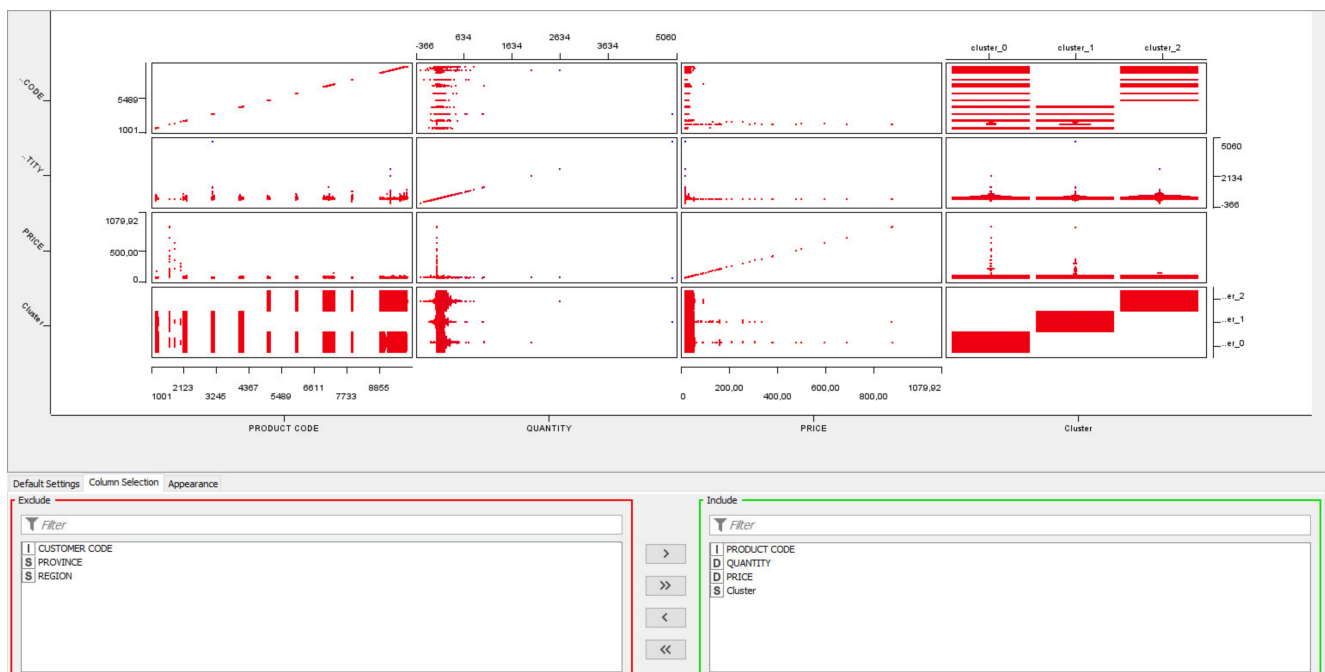 634 2634 5060
-366 1634 3634
cluster_0 cluster_1 cluster_2
..CODE
5489
1001
..TITY
5060
2134
-366
PRICE
1079,92
500,00
0
Cluster
..er_2
..er_1
..er_0
2123 4367 6611 8855
1001 3245 5489 7733
200,00 600,00 1079,92
0 400,00 800,00
PRODUCT CODE QUANTITY PRICE Cluster
Default Settings Column Selection Appearance
Exclude Include
Filter Filter
I CUSTOMER CODE
S PROVINCE
S REGION
I PRODUCT CODE
D QUANTITY
D PRICE
S Cluster
>
>>
<
<<